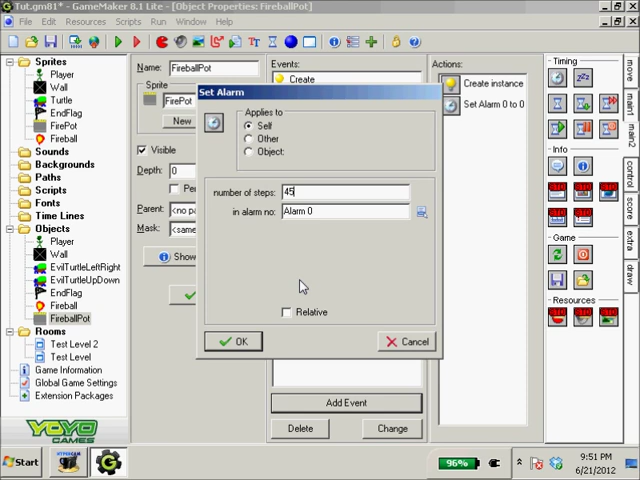 Tut.gm81* - GameMaker 8.1 Lite - [Object Properties: FireballPot]
File Edit Resources Scripts Run Window Help
Sprites
Player
Wall
Turtle
EndFlag
FirePot
Fireball
Sounds
Backgrounds
Paths
Scripts
Fonts
Time Lines
Objects
Player
Wall
EvilTurtleLeftRight
EvilTurtleUpDown
EndFlag
Fireball
FireballPot
Rooms
Test Level 2
Test Level
Game Information
Global Game Settings
Extension Packages
YOYO
GAMES
Name: FireballPot
Sprite
FirePot
New
Visible
Depth: 0
Parent: <no pa
Mask: <same
Show
Events:
Create
Add Event
Delete
Change
Actions:
Create instance
Set Alarm 0 to 0
Set Alarm
Applies to
Self
Other
Object:
number of steps: 45
in alarm no: Alarm 0
Relative
OK
Cancel
Timing
Info
Game
Resources
move
main1
main2
control
score
extra
draw
Start
96%
9:51 PM
6/21/2012